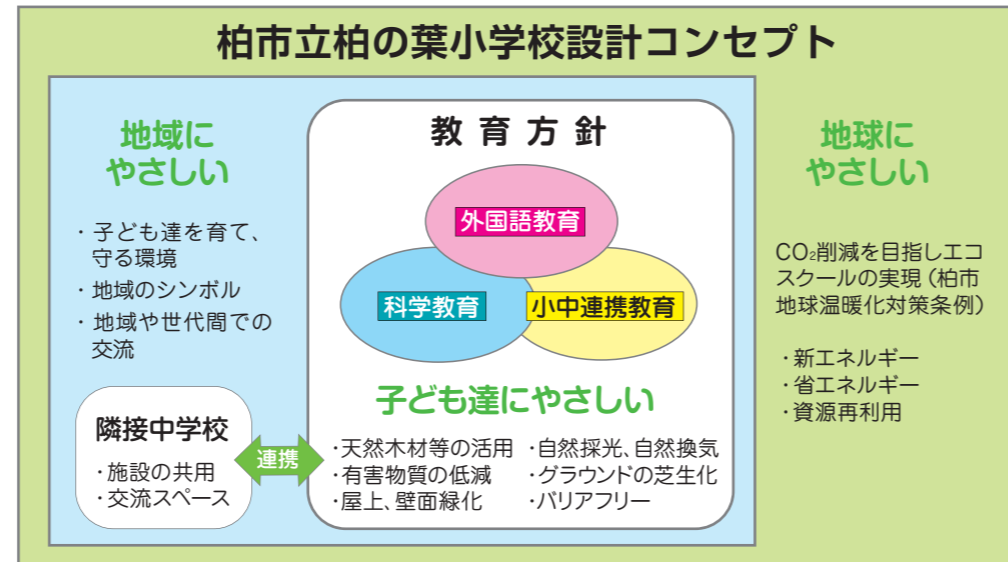 柏市立柏の葉小学校設計コンセプト
地域に
やさしい
・子ども達を育て、
守る環境
・地域のシンボル
・地域や世代間での
交流
隣接中学校
・施設の共用
・交流スペース
連携
教育方針
外国語教育
科学教育
小中連携教育
子ども達にやさしい
・天然木材等の活用
・有害物質の低減
・屋上、壁面緑化
・自然採光、自然換気
・グラウンドの芝生化
・バリアフリー
地球に
やさしい
CO₂削減を目指しエコ
スクールの実現(柏市
地球温暖化対策条例)
・新エネルギー
・省エネルギー
・資源再利用